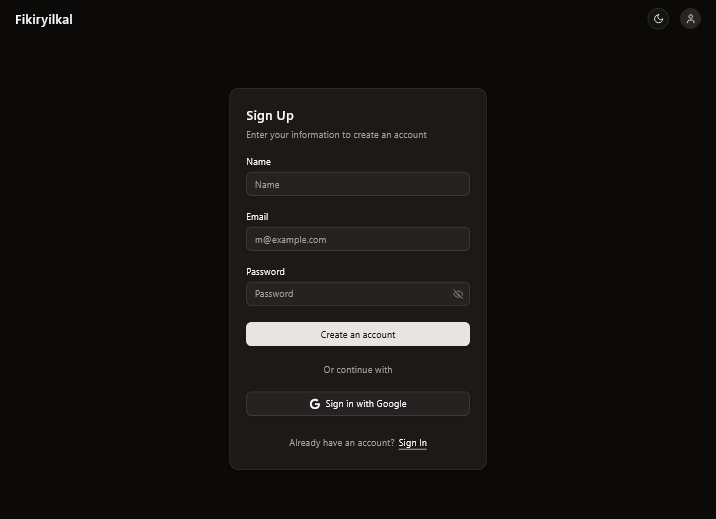 Fikiryilkal
Sign Up
Enter your information to create an account
Name
Name
Email
m@example.com
Password
Password
Create an account
Or continue with
Sign in with Google
Already have an account? Sign In